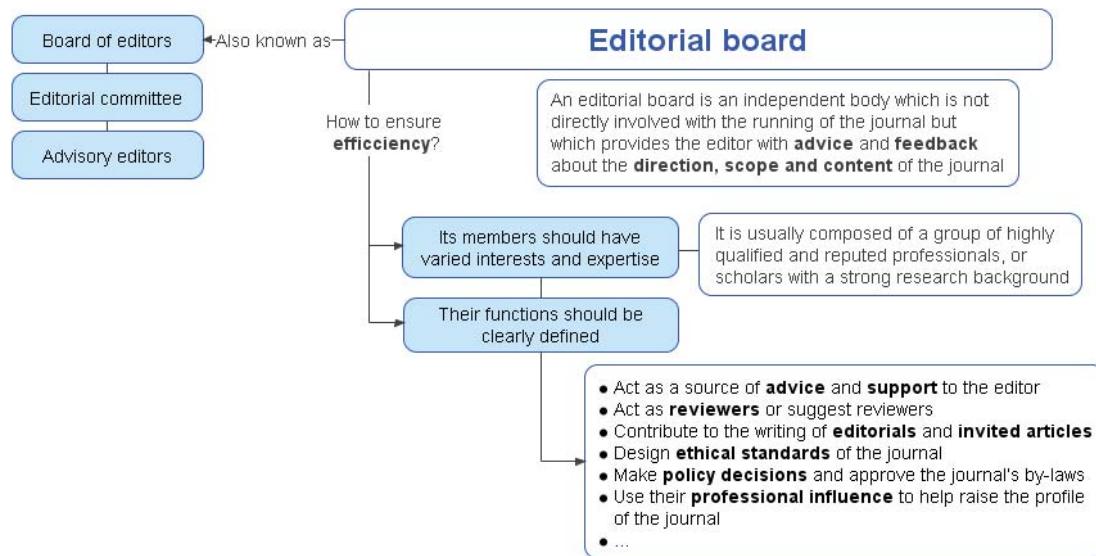 Board of editors
Also known as
Editorial board
Editorial committee
Advisory editors
How to ensure
efficciency?
An editorial board is an independent body which is not
directly involved with the running of the journal but
which provides the editor with advice and feedback
about the direction, scope and content of the journal
Its members should have
varied interests and expertise
It is usually composed of a group of highly
qualified and reputed professionals, or
scholars with a strong research background
Their functions should be
clearly defined
● Act as a source of advice and support to the editor
● Act as reviewers or suggest reviewers
● Contribute to the writing of editorials and invited articles
● Design ethical standards of the journal
● Make policy decisions and approve the journal's by-laws
● Use their professional influence to help raise the profile
of the journal
● ...